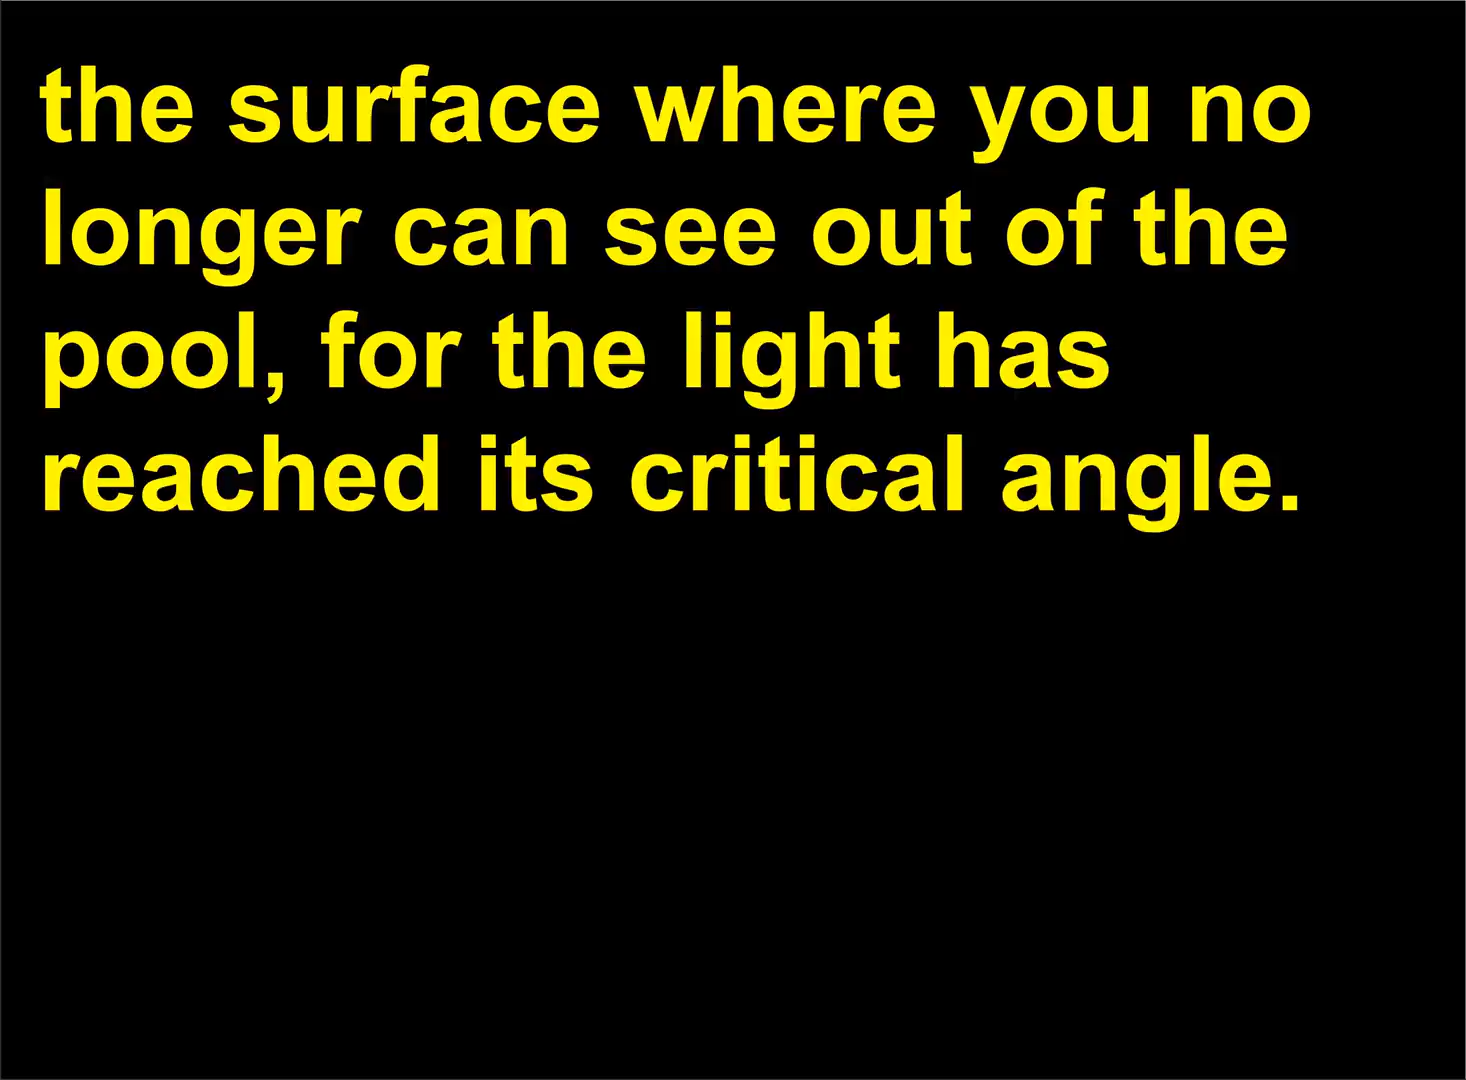 the surface where you no
longer can see out of the
pool, for the light has
reached its critical angle.